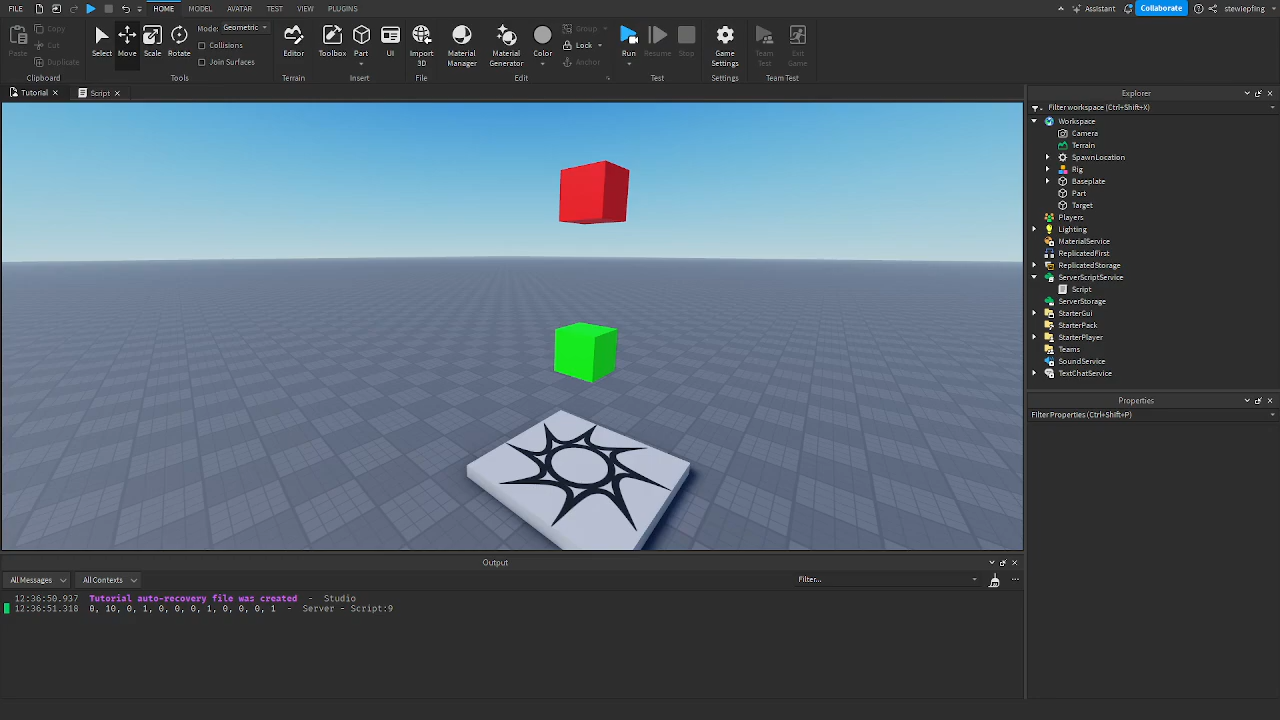 FILE HOME MODEL AVATAR TEST VIEW PLUGINS Assistant Collaborate stewiepfing
Paste Copy Cut Duplicate Select Move Scale Rotate Mode: Geometric Collisions Join Surfaces Editor Toolbox Part UI Import 3D Material Manager Material Generator Color Group Lock Anchor Run Resume Stop Game Settings Team Test Exit Game
Clipboard Tools Terrain Insert File Edit Test Settings Team Test
Tutorial Script
Explorer
Filter workspace (Ctrl+Shift+X)
Workspace
Camera
Terrain
SpawnLocation
Rig
Baseplate
Part
Target
Players
Lighting
MaterialService
ReplicatedFirst
ReplicatedStorage
ServerScriptService
Script
ServerStorage
StarterGui
StarterPack
StarterPlayer
Teams
SoundService
TextChatService
Properties
Filter Properties (Ctrl+Shift+P)
Output
All Messages All Contexts Filter...
12:36:50.937 Tutorial auto-recovery file was created - Studio
12:36:51.318 0, 10, 0, 1, 0, 0, 0, 1, 0, 0, 0, 1 - Server - Script:9